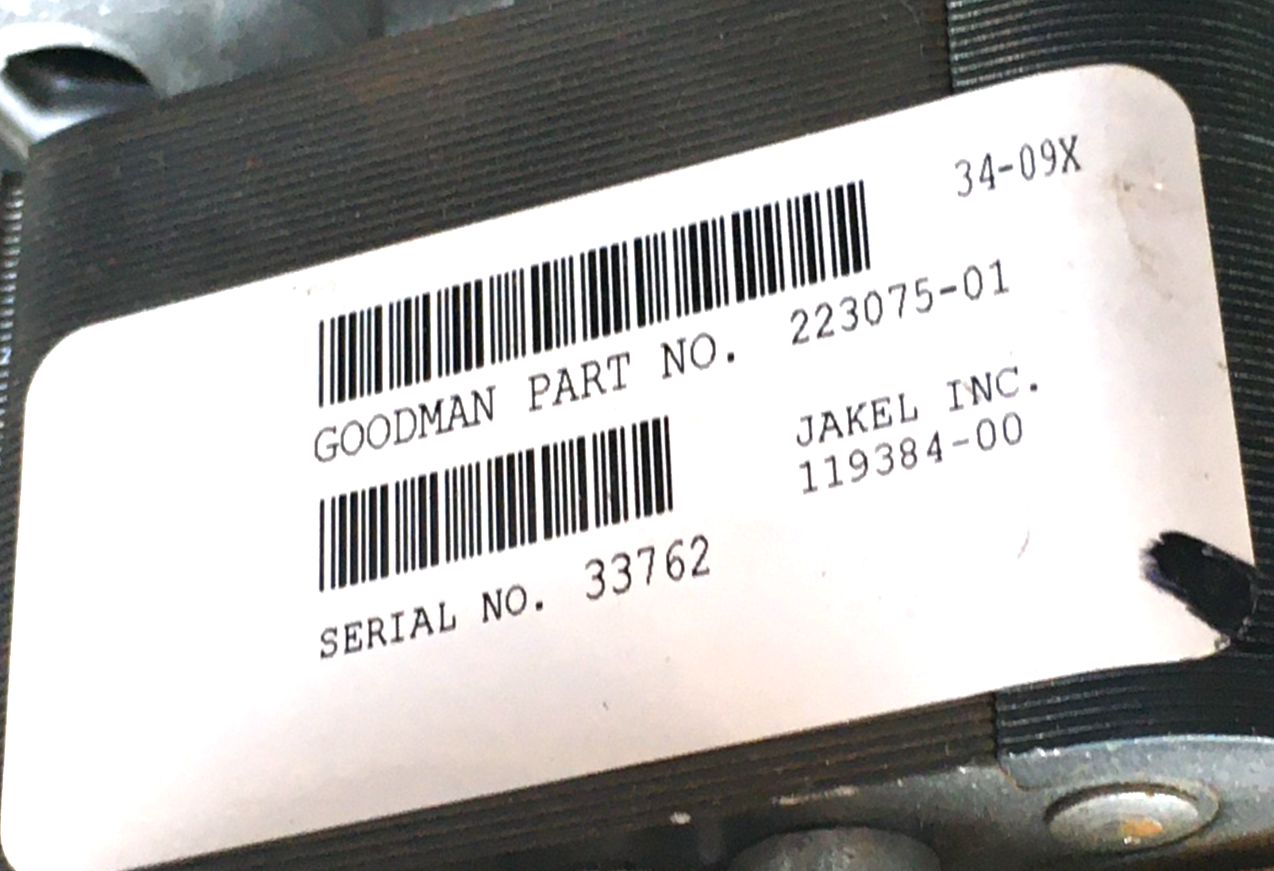 34-09X
GOODMAN PART NO. 223075-01
JAKEL INC.
119384-00
SERIAL NO. 33762